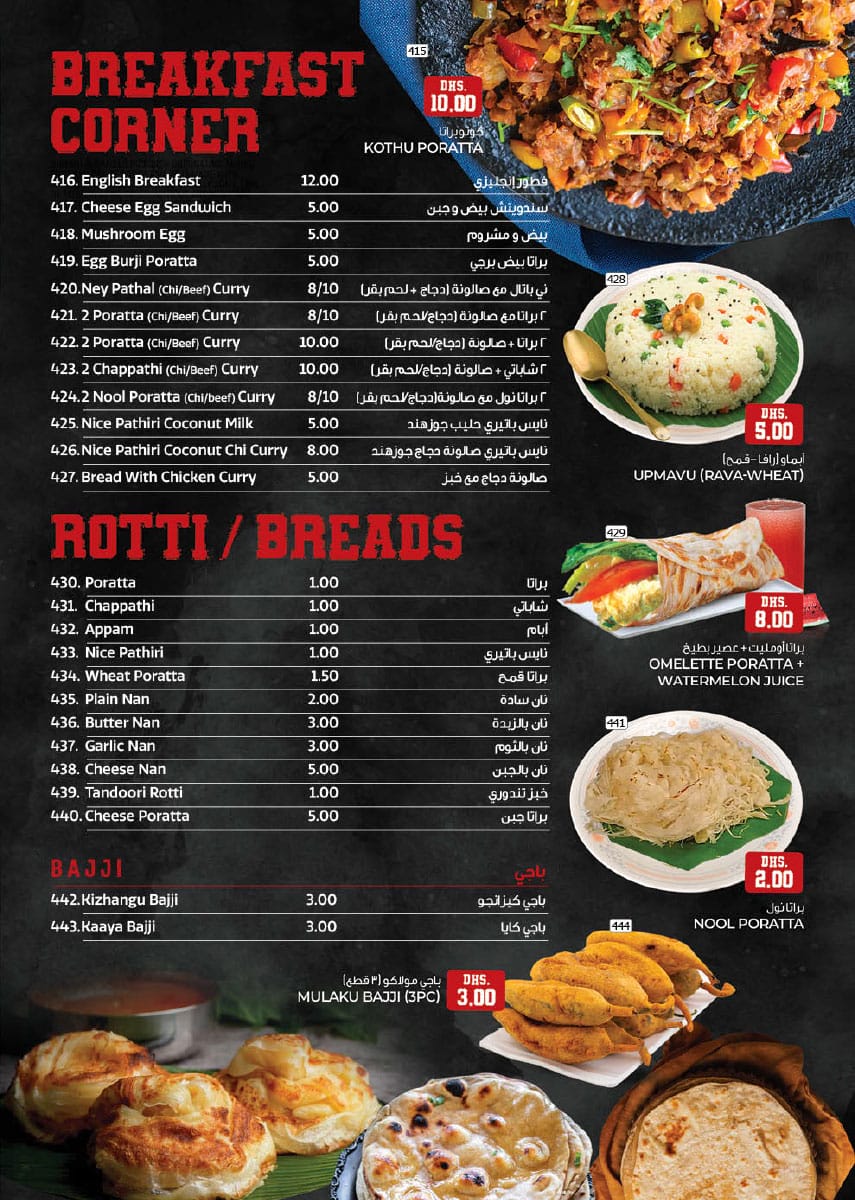 BREAKFAST
CORNER
415
DHS.
10.00
كوتوبراتا
KOTHU PORATTA
416. English Breakfast 12.00 فطور إنجليزي
417. Cheese Egg Sandwich 5.00 سندويتش بيض و جبن
418. Mushroom Egg 5.00 بيض و مشروم
419. Egg Burji Poratta 5.00 براتا بيض برجي
420. Ney Pathal (Chi/Beef) Curry 8/10 ني باتال مع صالونة (دجاج + لحم بقر)
421. 2 Poratta (Chi/Beef) Curry 8/10 ٢ براتا مع صالونة (دجاج/لحم بقر)
422. 2 Poratta (Chi/Beef) Curry 10.00 ٢ براتا + صالونة (دجاج/لحم بقر)
423. 2 Chappathi (Chi/Beef) Curry 10.00 ٢ شاباتي + صالونة (دجاج/لحم بقر)
424. 2 Nool Poratta (Chi/beef) Curry 8/10 ٢ براتا نول مع صالونة(دجاج/لحم بقر)
425. Nice Pathiri Coconut Milk 5.00 نايس باتيري حليب جوزهند
426. Nice Pathiri Coconut Chi Curry 8.00 نايس باتيري صالونة دجاج جوزهند
427. Bread With Chicken Curry 5.00 صالونة دجاج مع خبز
428
DHS.
5.00
أبماو (رافا - قمح)
UPMAVU (RAVA-WHEAT)
ROTTI / BREADS
430. Poratta 1.00 براتا
431. Chappathi 1.00 شاباتي
432. Appam 1.00 أبام
433. Nice Pathiri 1.00 نايس باتيري
434. Wheat Poratta 1.50 براتا قمح
435. Plain Nan 2.00 نان سادة
436. Butter Nan 3.00 نان بالزبدة
437. Garlic Nan 3.00 نان بالثوم
438. Cheese Nan 5.00 نان بالجبن
439. Tandoori Rotti 1.00 خبز تندوري
440. Cheese Poratta 5.00 براتا جبن
429
DHS.
8.00
براتا أومليت + عصير بطيخ
OMELETTE PORATTA +
WATERMELON JUICE
441
DHS.
2.00
براتا نول
NOOL PORATTA
BAJJI باجي
442. Kizhangu Bajji 3.00 باجي كيزانجو
443. Kaaya Bajji 3.00 باجي كايا
444
باجي مولاكو (٣ قطع)
MULAKU BAJJI (3PC)
DHS.
3.00